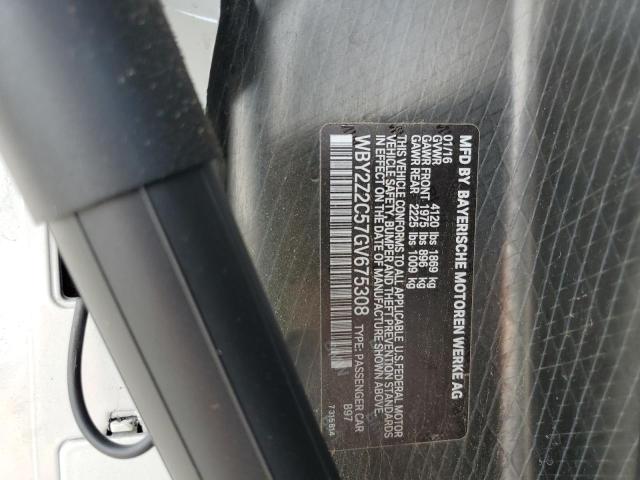 MFD BY BAYERISCHE MOTOREN WERKE AG
01/16
GVWR 4120 lbs 1869 kg
GAWR FRONT: 1975 lbs 896 kg
GAWR REAR 2225 lbs 1009 kg
THIS VEHICLE CONFORMS TO ALL APPLICABLE U.S. FEDERAL MOTOR
VEHICLE SAFETY, BUMPER AND THEFT PREVENTION STANDARDS
IN EFFECT ON THE DATE OF MANUFACTURE SHOWN ABOVE.
WBY2Z2C57GV675308 TYPE: PASSENGER CAR
B97